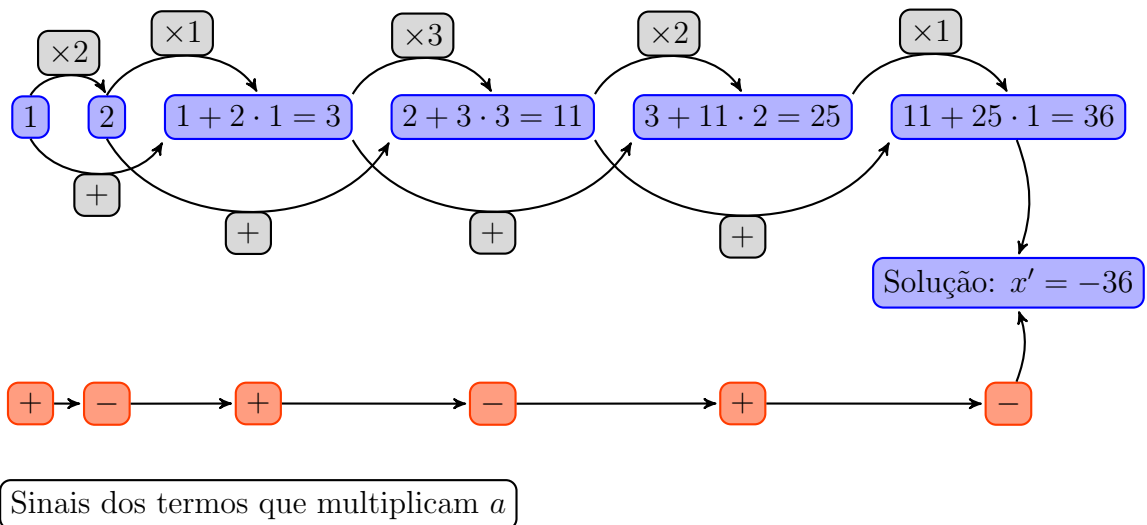 ×2 ×1 ×3 ×2 ×1
1 2 1 + 2 · 1 = 3 2 + 3 · 3 = 11 3 + 11 · 2 = 25 11 + 25 · 1 = 36
+ + + +
Solução: x′ = −36
+ − + − + −
Sinais dos termos que multiplicam a